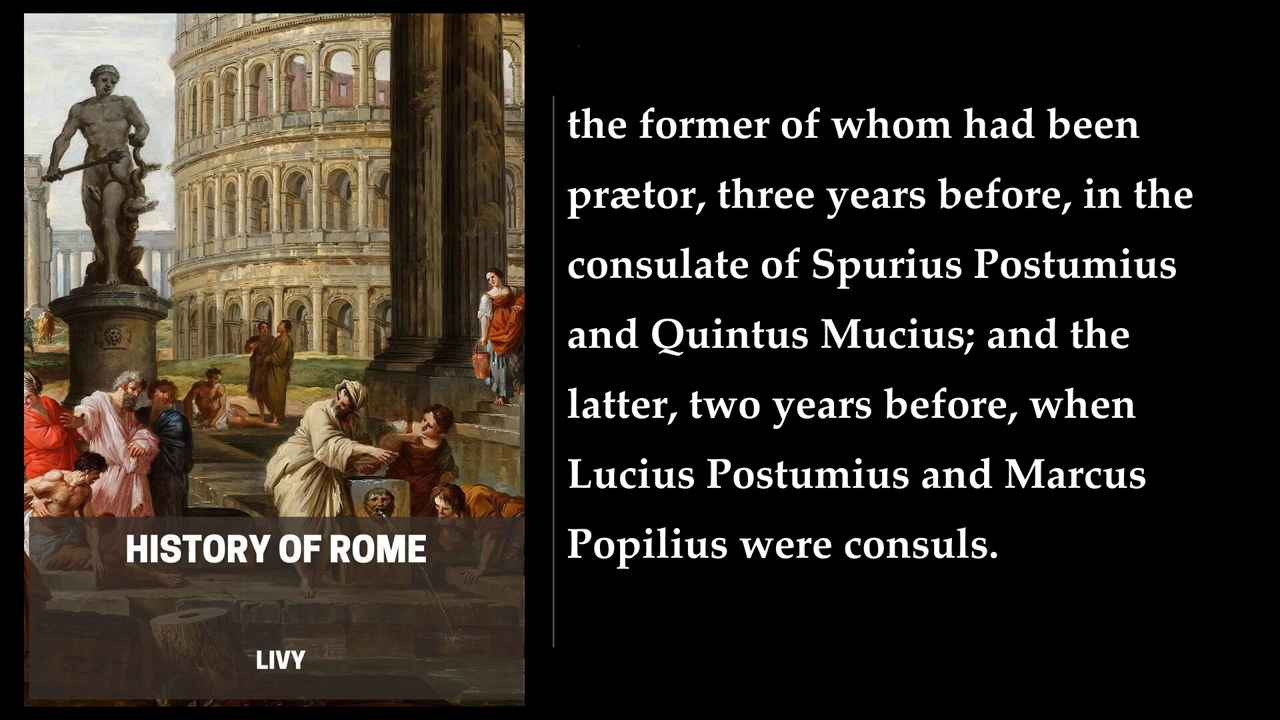 HISTORY OF ROME
LIVY
the former of whom had been
prætor, three years before, in the
consulate of Spurius Postumius
and Quintus Mucius; and the
latter, two years before, when
Lucius Postumius and Marcus
Popilius were consuls.